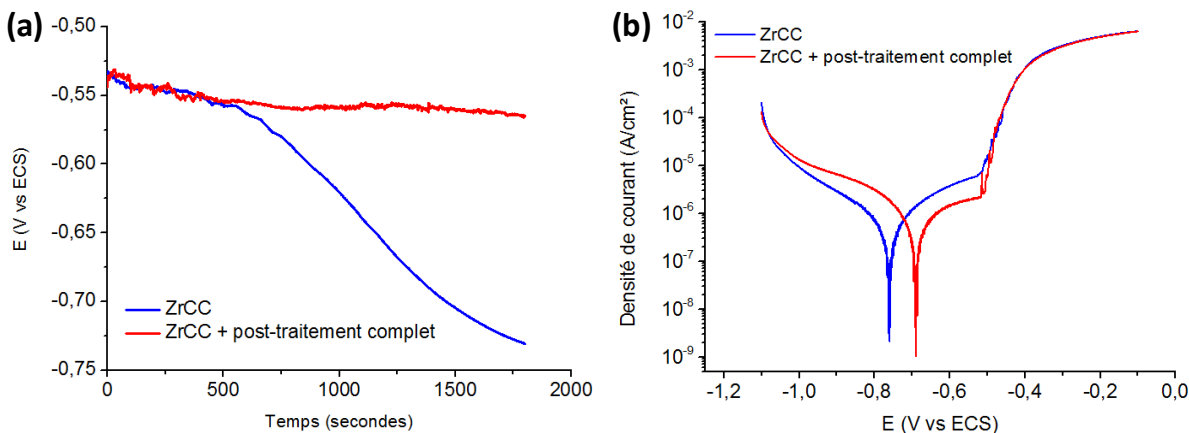 (a)
-0,50
-0,55
-0,60
-0,65
-0,70
-0,75
E (V vs ECS)
ZrCC
ZrCC + post-traitement complet
0 500 1000 1500 2000
Temps (secondes)
(b)
10⁻²
10⁻³
10⁻⁴
10⁻⁵
10⁻⁶
10⁻⁷
10⁻⁸
10⁻⁹
Densité de courant (A/cm²)
ZrCC
ZrCC + post-traitement complet
-1,2 -1,0 -0,8 -0,6 -0,4 -0,2 0,0
E (V vs ECS)